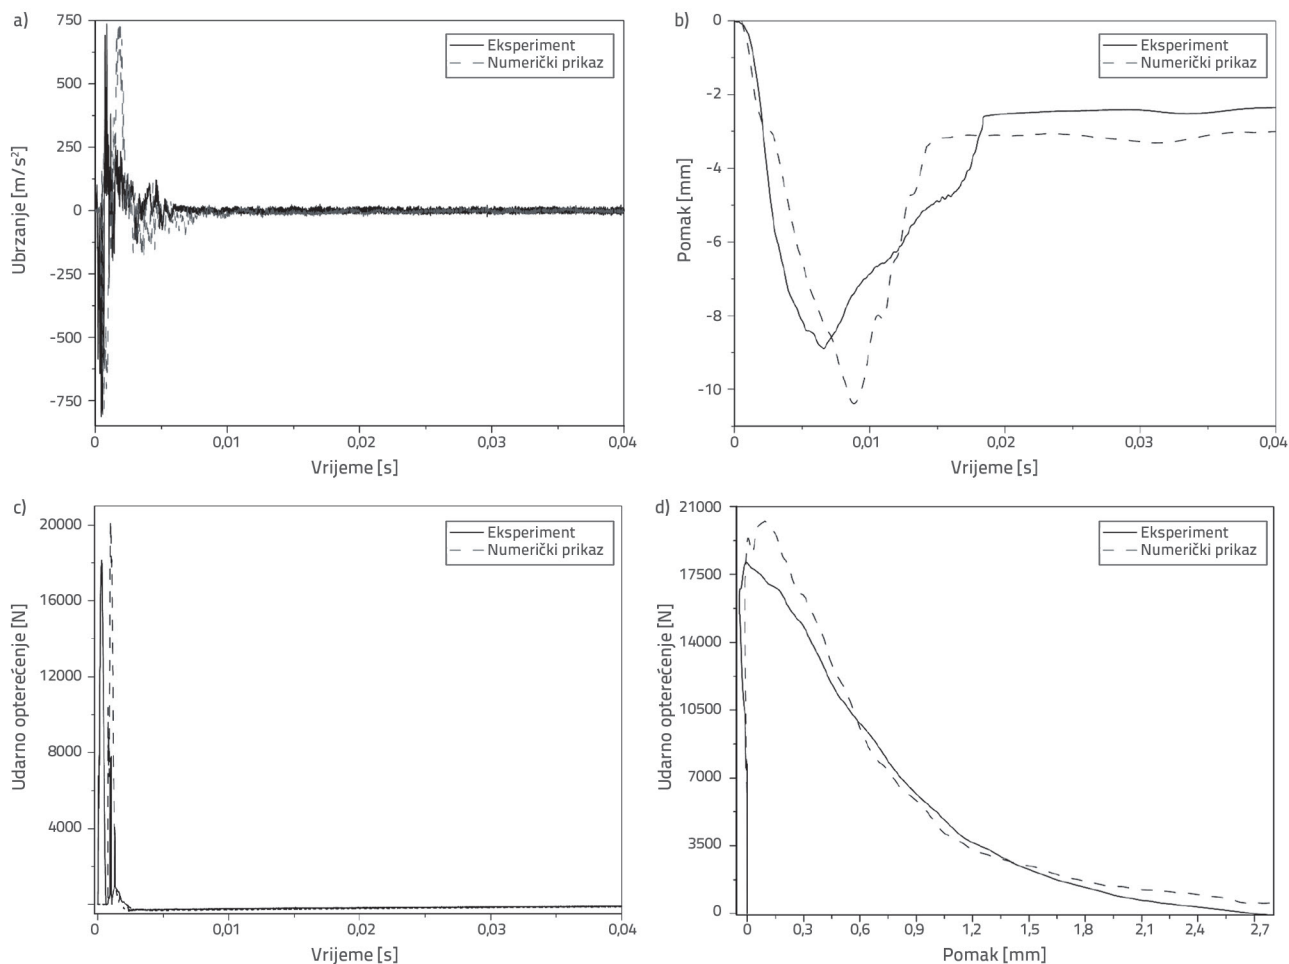 a)
750
500
250
0
-250
-500
-750
Ubrzanje [m/s²]
Eksperiment
Numerički prikaz
0 0,01 0,02 0,03 0,04
Vrijeme [s]
b)
0
-2
-4
-6
-8
-10
Pomak [mm]
Eksperiment
Numerički prikaz
0 0,01 0,02 0,03 0,04
Vrijeme [s]
c)
20000
16000
12000
8000
4000
Udarno opterećenje [N]
Eksperiment
Numerički prikaz
0 0,01 0,02 0,03 0,04
Vrijeme [s]
d)
21000
17500
14000
10500
7000
3500
0
Udarno opterećenje [N]
Eksperiment
Numerički prikaz
0 0,3 0,6 0,9 1,2 1,5 1,8 2,1 2,4 2,7
Pomak [mm]